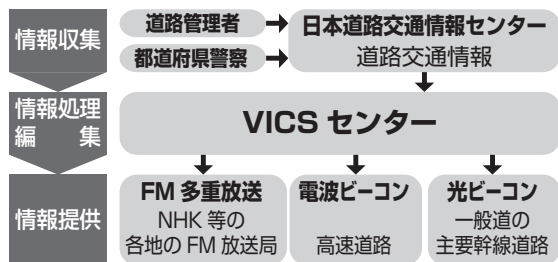 情報収集
道路管理者
都道府県警察
日本道路交通情報センター
道路交通情報
情報処理
編　集
VICS センター
情報提供
FM 多重放送
NHK 等の
各地の FM 放送局
電波ビーコン
高速道路
光ビーコン
一般道の
主要幹線道路